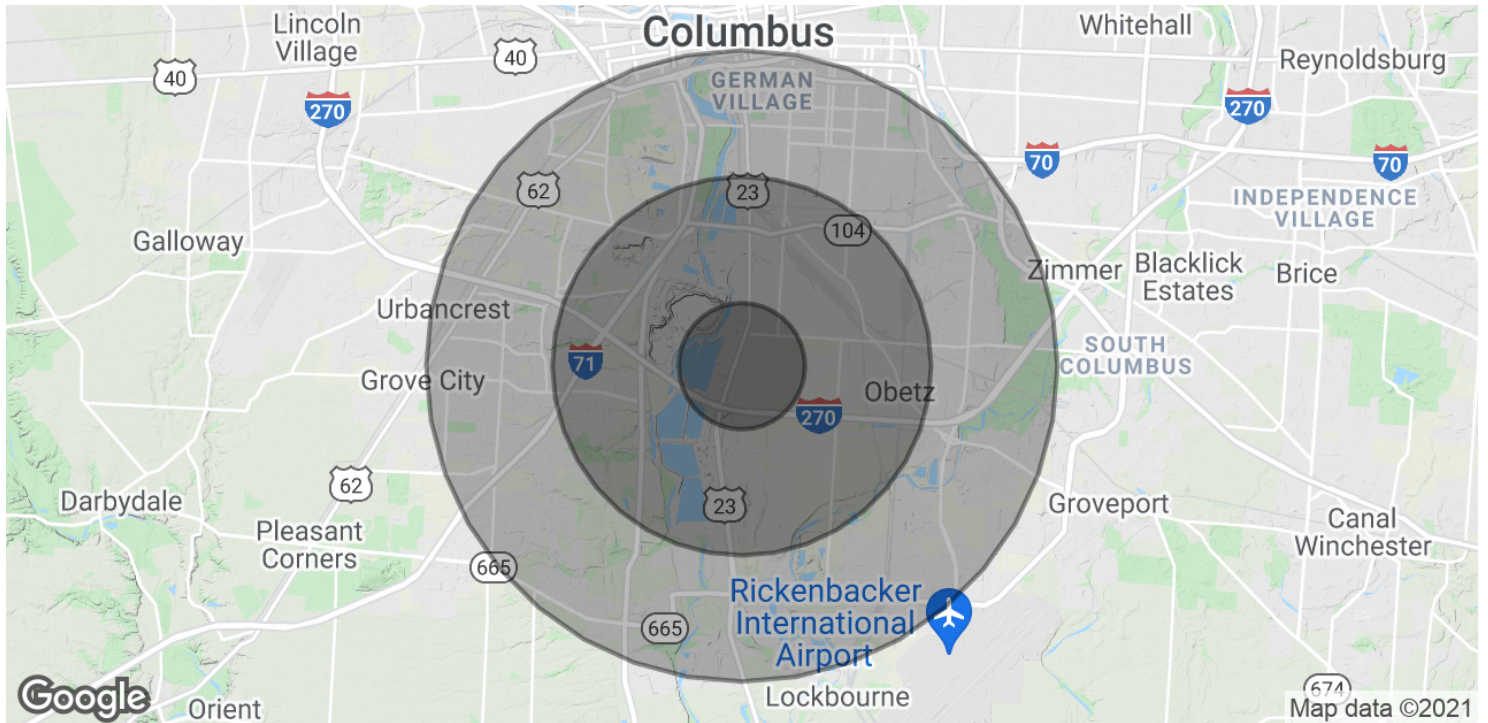 Lincoln
Village
Columbus
Whitehall
40
40
Reynoldsburg
GERMAN
VILLAGE
270
270
70
70
62
23
INDEPENDENCE
VILLAGE
104
Galloway
Zimmer
Blacklick
Estates
Brice
Urbancrest
71
SOUTH
COLUMBUS
Grove City
Obetz
270
62
23
Darbydale
Groveport
Pleasant
Corners
Canal
Winchester
665
Rickenbacker
International
Airport
665
Lockbourne
674
Google
Orient
Map data ©2021